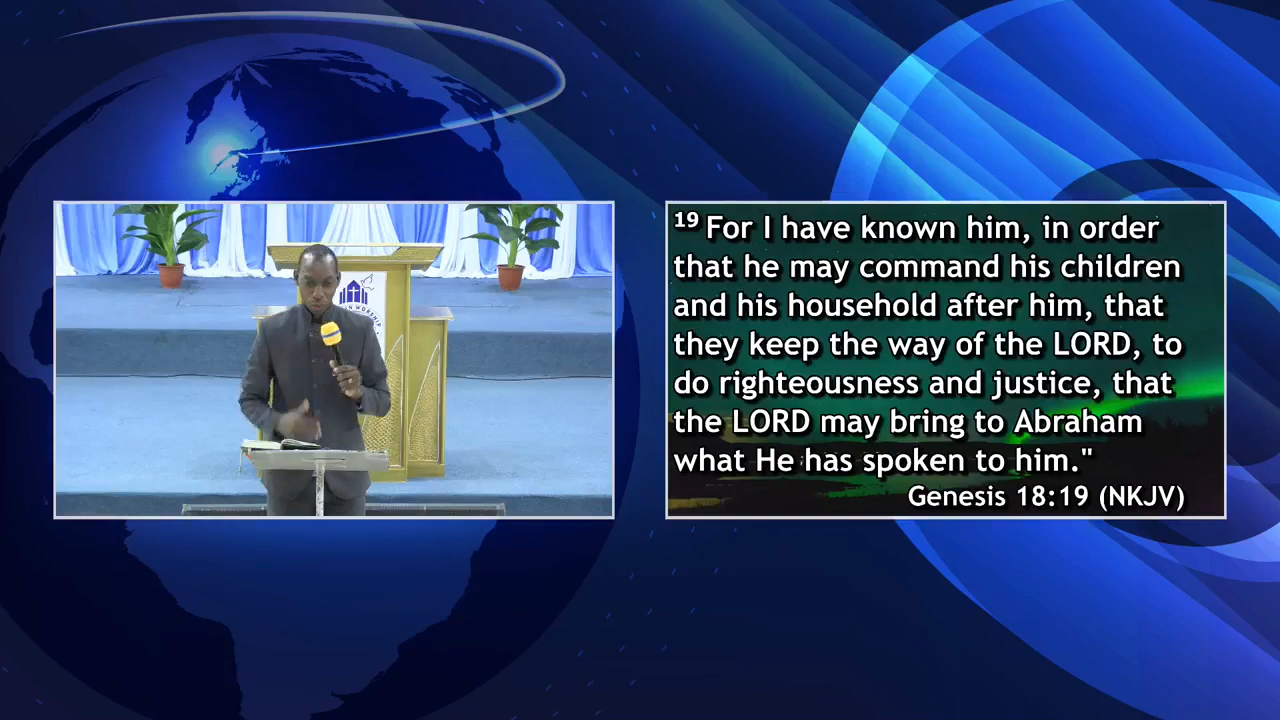 19 For I have known him, in order
that he may command his children
and his household after him, that
they keep the way of the LORD, to
do righteousness and justice, that
the LORD may bring to Abraham
what He has spoken to him."
Genesis 18:19 (NKJV)
WORSHIP